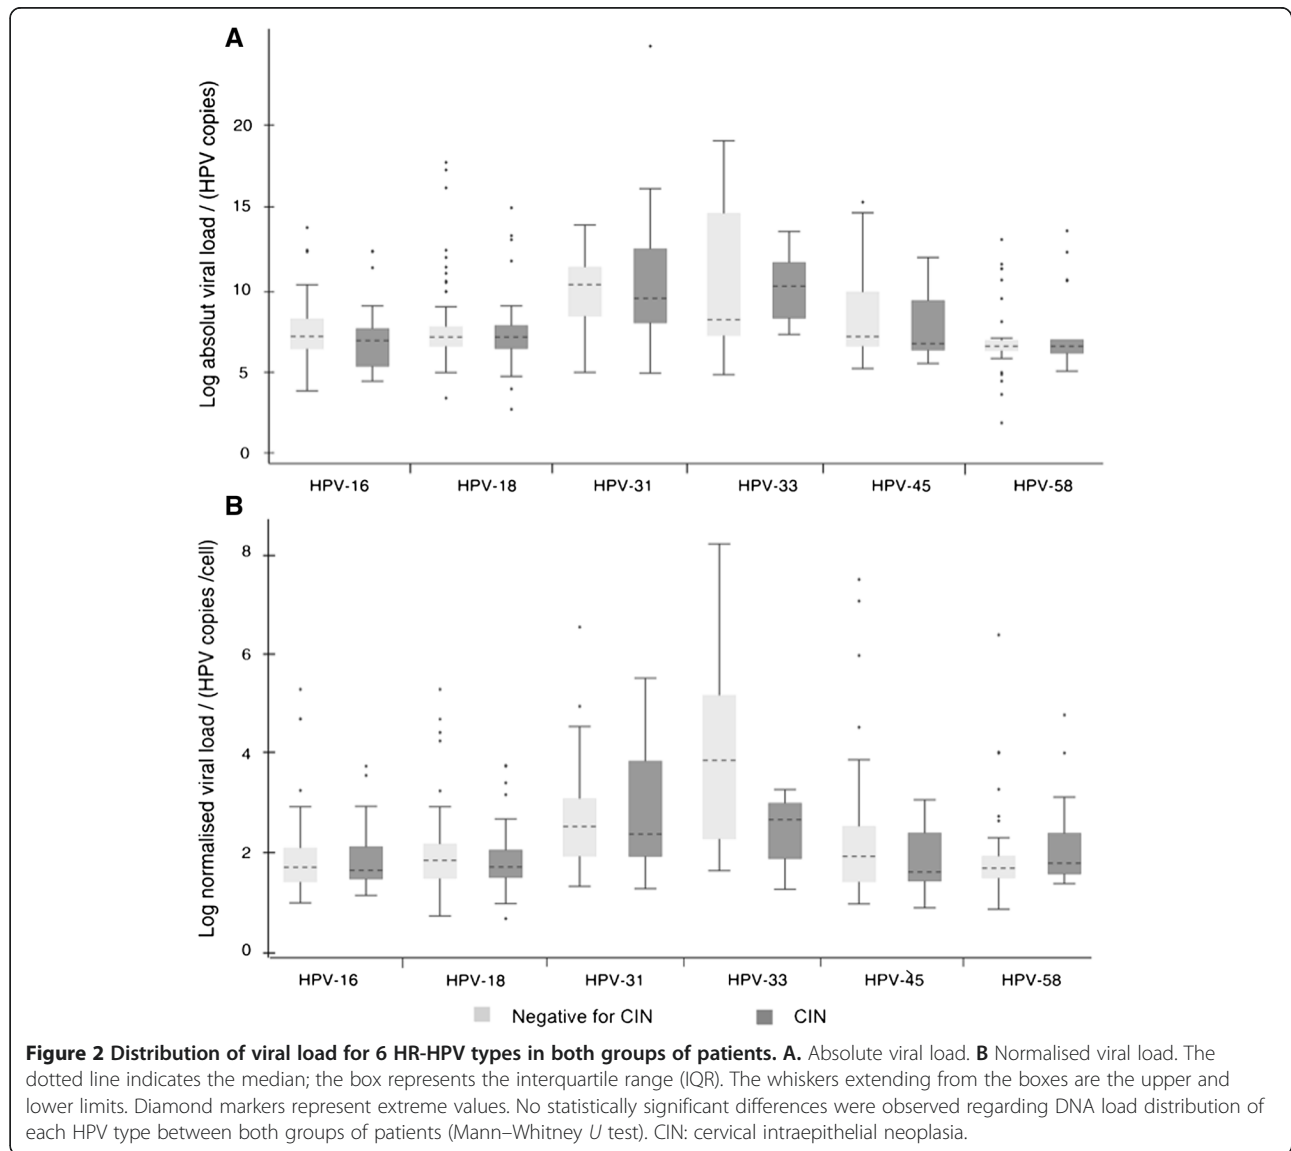 A
Log absolut viral load / (HPV copies)
20
15
10
5
0
HPV-16 HPV-18 HPV-31 HPV-33 HPV-45 HPV-58
B
Log normalised viral load / (HPV copies /cell)
8
6
4
2
0
HPV-16 HPV-18 HPV-31 HPV-33 HPV-45 HPV-58
Negative for CIN CIN
Figure 2 Distribution of viral load for 6 HR-HPV types in both groups of patients. A. Absolute viral load. B Normalised viral load. The
dotted line indicates the median; the box represents the interquartile range (IQR). The whiskers extending from the boxes are the upper and
lower limits. Diamond markers represent extreme values. No statistically significant differences were observed regarding DNA load distribution of
each HPV type between both groups of patients (Mann–Whitney U test). CIN: cervical intraepithelial neoplasia.